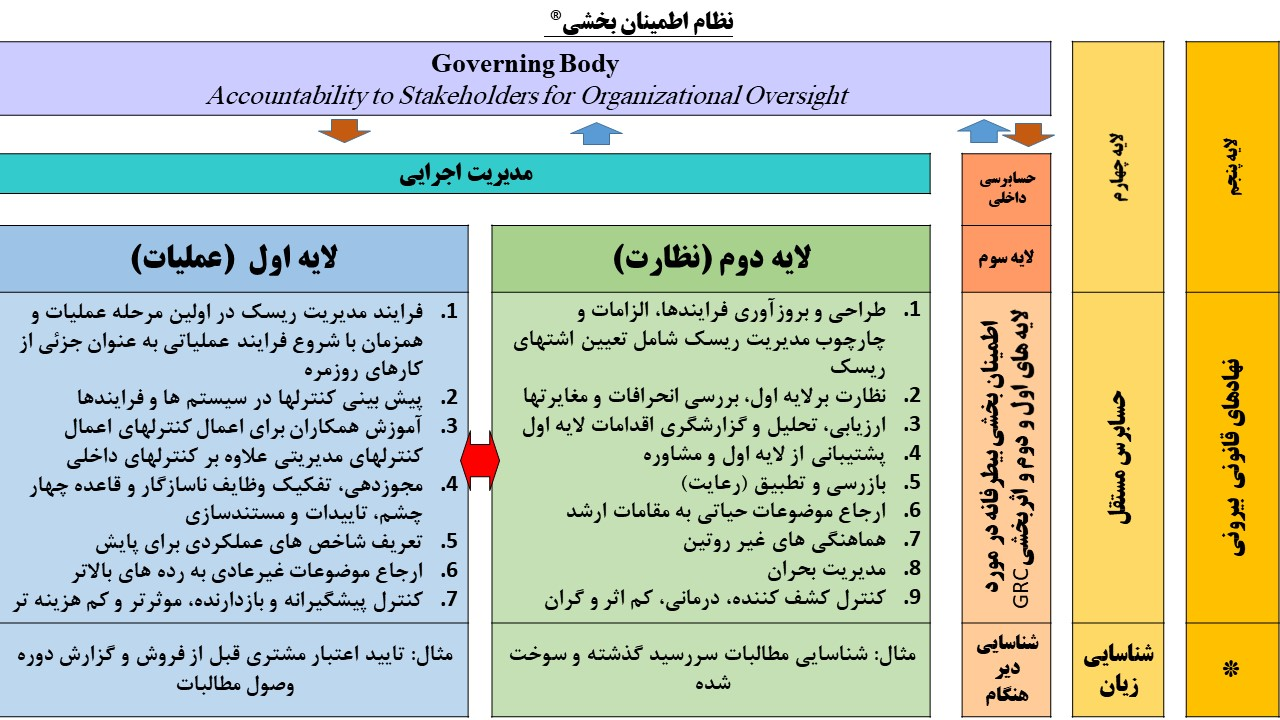 نظام اطمینان بخشی®
Governing Body
Accountability to Stakeholders for Organizational Oversight
لایه پنجم
لایه چهارم
حسابرسی
داخلی
مدیریت اجرایی
لایه سوم
لایه دوم (نظارت)
لایه اول (عملیات)
نهادهای قانونی بیرونی
حسابرس مستقل
اطمینان بخشی بیطرفانه در مورد
لایه های اول و دوم و اثربخشی GRC
1. طراحی و بروزآوری فرایندها، الزامات و
چارچوب مدیریت ریسک شامل تعیین اشتهای
ریسک
2. نظارت برلایه اول، بررسی انحرافات و مغایرتها
3. ارزیابی، تحلیل و گزارشگری اقدامات لایه اول
4. پشتیبانی از لایه اول و مشاوره
5. بازرسی و تطبیق (رعایت)
6. ارجاع موضوعات حیاتی به مقامات ارشد
7. هماهنگی های غیر روتین
8. مدیریت بحران
9. کنترل کشف کننده، درمانی، کم اثر و گران
1. فرایند مدیریت ریسک در اولین مرحله عملیات و
همزمان با شروع فرایند عملیاتی به عنوان جزئی از
کارهای روزمره
2. پیش بینی کنترلها در سیستم ها و فرایندها
3. آموزش همکاران برای اعمال کنترلهای اعمال
کنترلهای مدیریتی علاوه بر کنترلهای داخلی
4. مجوزدهی، تفکیک وظایف ناسازگار و قاعده چهار
چشم، تاییدات و مستندسازی
5. تعریف شاخص های عملکردی برای پایش
6. ارجاع موضوعات غیرعادی به رده های بالاتر
7. کنترل پیشگیرانه و بازدارنده، موثرتر و کم هزینه تر
*
شناسایی
زیان
شناسایی
دیر
هنگام
مثال: شناسایی مطالبات سررسید گذشته و سوخت
شده
مثال: تایید اعتبار مشتری قبل از فروش و گزارش دوره
وصول مطالبات